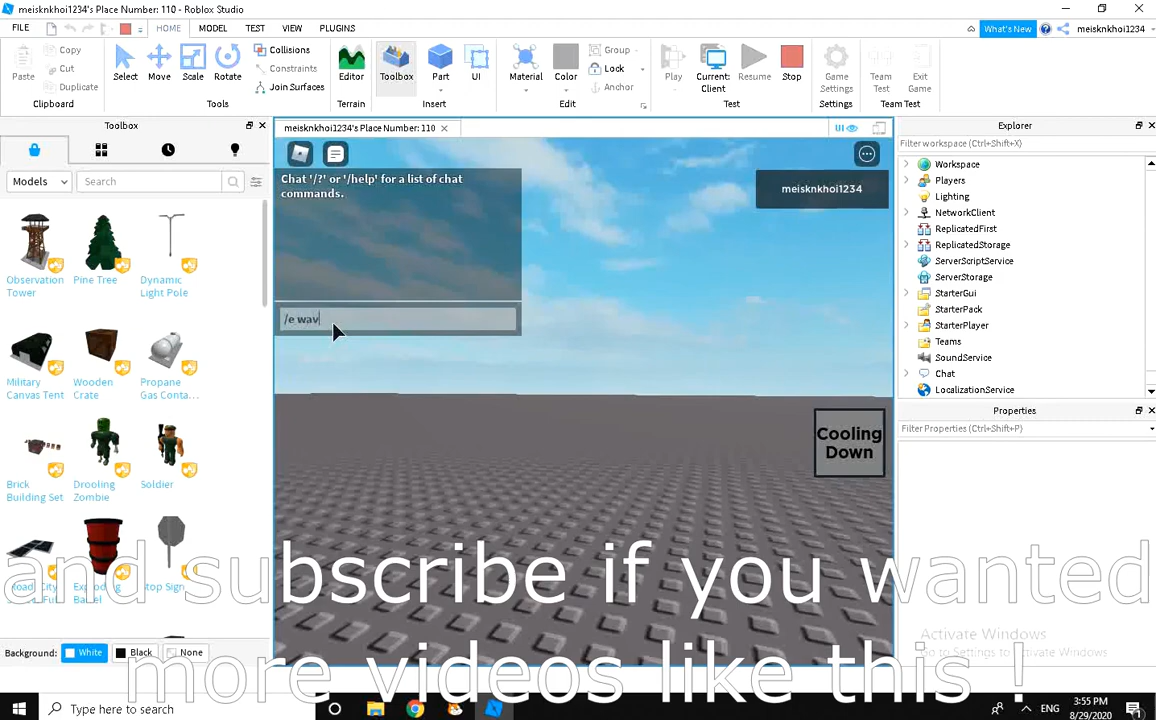 meisknkhoi1234's Place Number: 110 - Roblox Studio
FILE
HOME MODEL TEST VIEW PLUGINS
What's New
meisknkhoi1234
Paste
Copy
Cut
Duplicate
Clipboard
Select Move Scale Rotate
Collisions
Constraints
Join Surfaces
Tools
Editor
Terrain
Toolbox Part UI
Insert
Material Color
Group
Lock
Anchor
Edit
Play
Current:
Client
Resume Stop
Test
Game
Settings
Settings
Team
Test
Exit
Game
Team Test
Toolbox
Models
Search
Observation
Tower
Pine Tree
Dynamic
Light Pole
Military
Canvas Tent
Wooden
Crate
Propane
Gas Conta...
Brick
Building Set
Drooling
Zombie
Soldier
Stop Sign
Background: White Black None
meisknkhoi1234's Place Number: 110
UI
Chat '/?' or '/help' for a list of chat
commands.
/e wav
meisknkhoi1234
Cooling
Down
and subscribe if you wanted
more videos like this !
Explorer
Filter workspace (Ctrl+Shift+X)
Workspace
Players
Lighting
NetworkClient
ReplicatedFirst
ReplicatedStorage
ServerScriptService
ServerStorage
StarterGui
StarterPack
StarterPlayer
Teams
SoundService
Chat
LocalizationService
Properties
Filter Properties (Ctrl+Shift+P)
Activate Windows
Go to Settings to Activate Windows
Type here to search
3:55 PM
8/29/2020
1